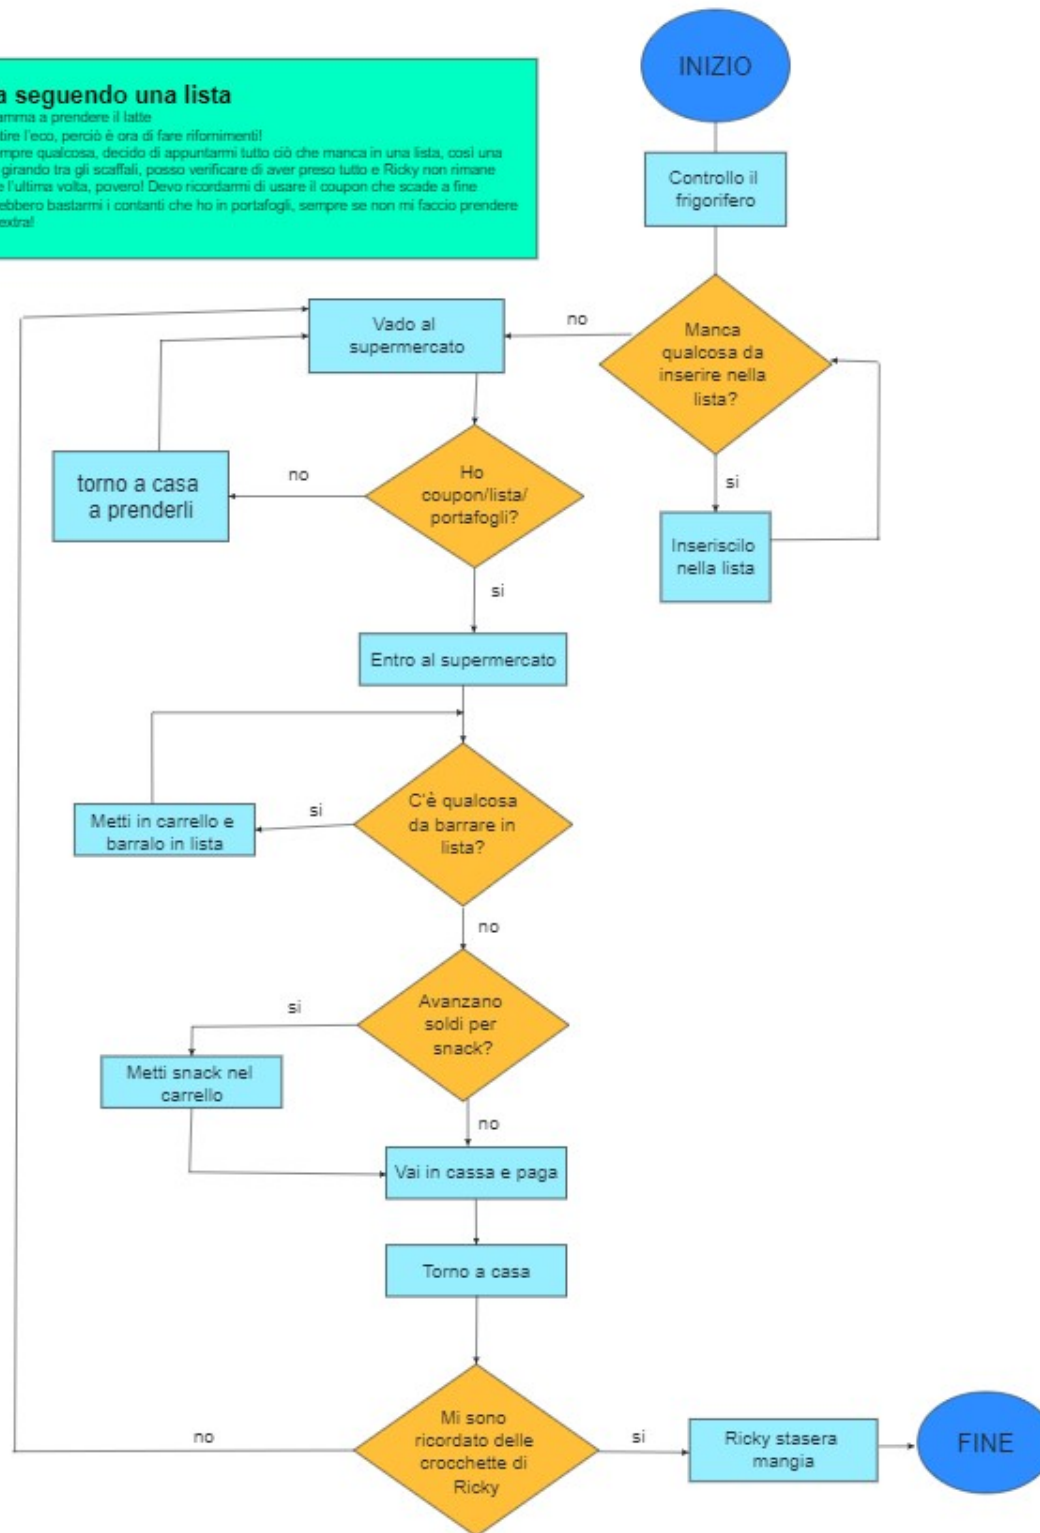 a seguendo una lista
amma a prendere il latte
tire l'eco, perciò è ora di fare rifornimenti!
mpre qualcosa, decido di appuntarmi tutto ciò che manca in una lista, così una
girando tra gli scaffali, posso verificare di aver preso tutto e Ricky non rimane
e l'ultima volta, povero! Devo ricordarmi di usare il coupon che scade a fine
ebbero bastarmi i contanti che ho in portafogli, sempre se non mi faccio prendere
extra!
INIZIO
Controllo il
frigorifero
Manca
qualcosa da
inserire nella
lista?
no
si
Inseriscilo
nella lista
Vado al
supermercato
Ho
coupon/lista/
portafogli?
no
torno a casa
a prenderli
si
Entro al supermercato
C'è qualcosa
da barrare in
lista?
si
Metti in carrello e
barralo in lista
no
Avanzano
soldi per
snack?
si
Metti snack nel
carrello
no
Vai in cassa e paga
Torno a casa
Mi sono
ricordato delle
crocchette di
Ricky
no
si
Ricky stasera
mangia
FINE